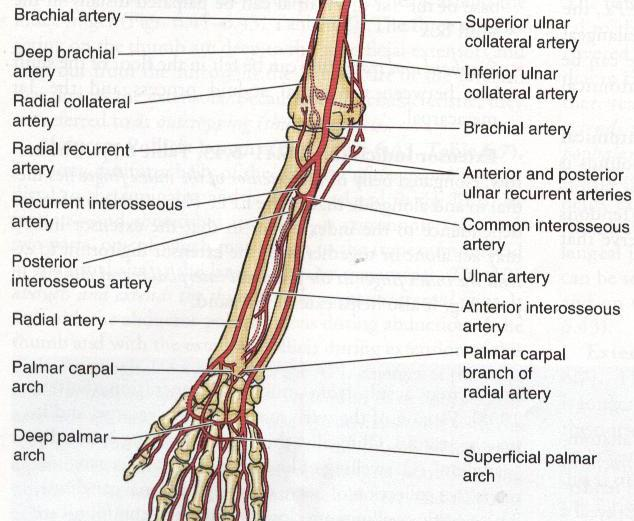 Brachial artery
Deep brachial
artery
Radial collateral
artery
Radial recurrent
artery
Recurrent interosseous
artery
Posterior
interosseous artery
Radial artery
Palmar carpal
arch
Deep palmar
arch
Superior ulnar
collateral artery
Inferior ulnar
collateral artery
Brachial artery
Anterior and posterior
ulnar recurrent arteries
Common interosseous
artery
Ulnar artery
Anterior interosseous
artery
Palmar carpal
branch of
radial artery
Superficial palmar
arch